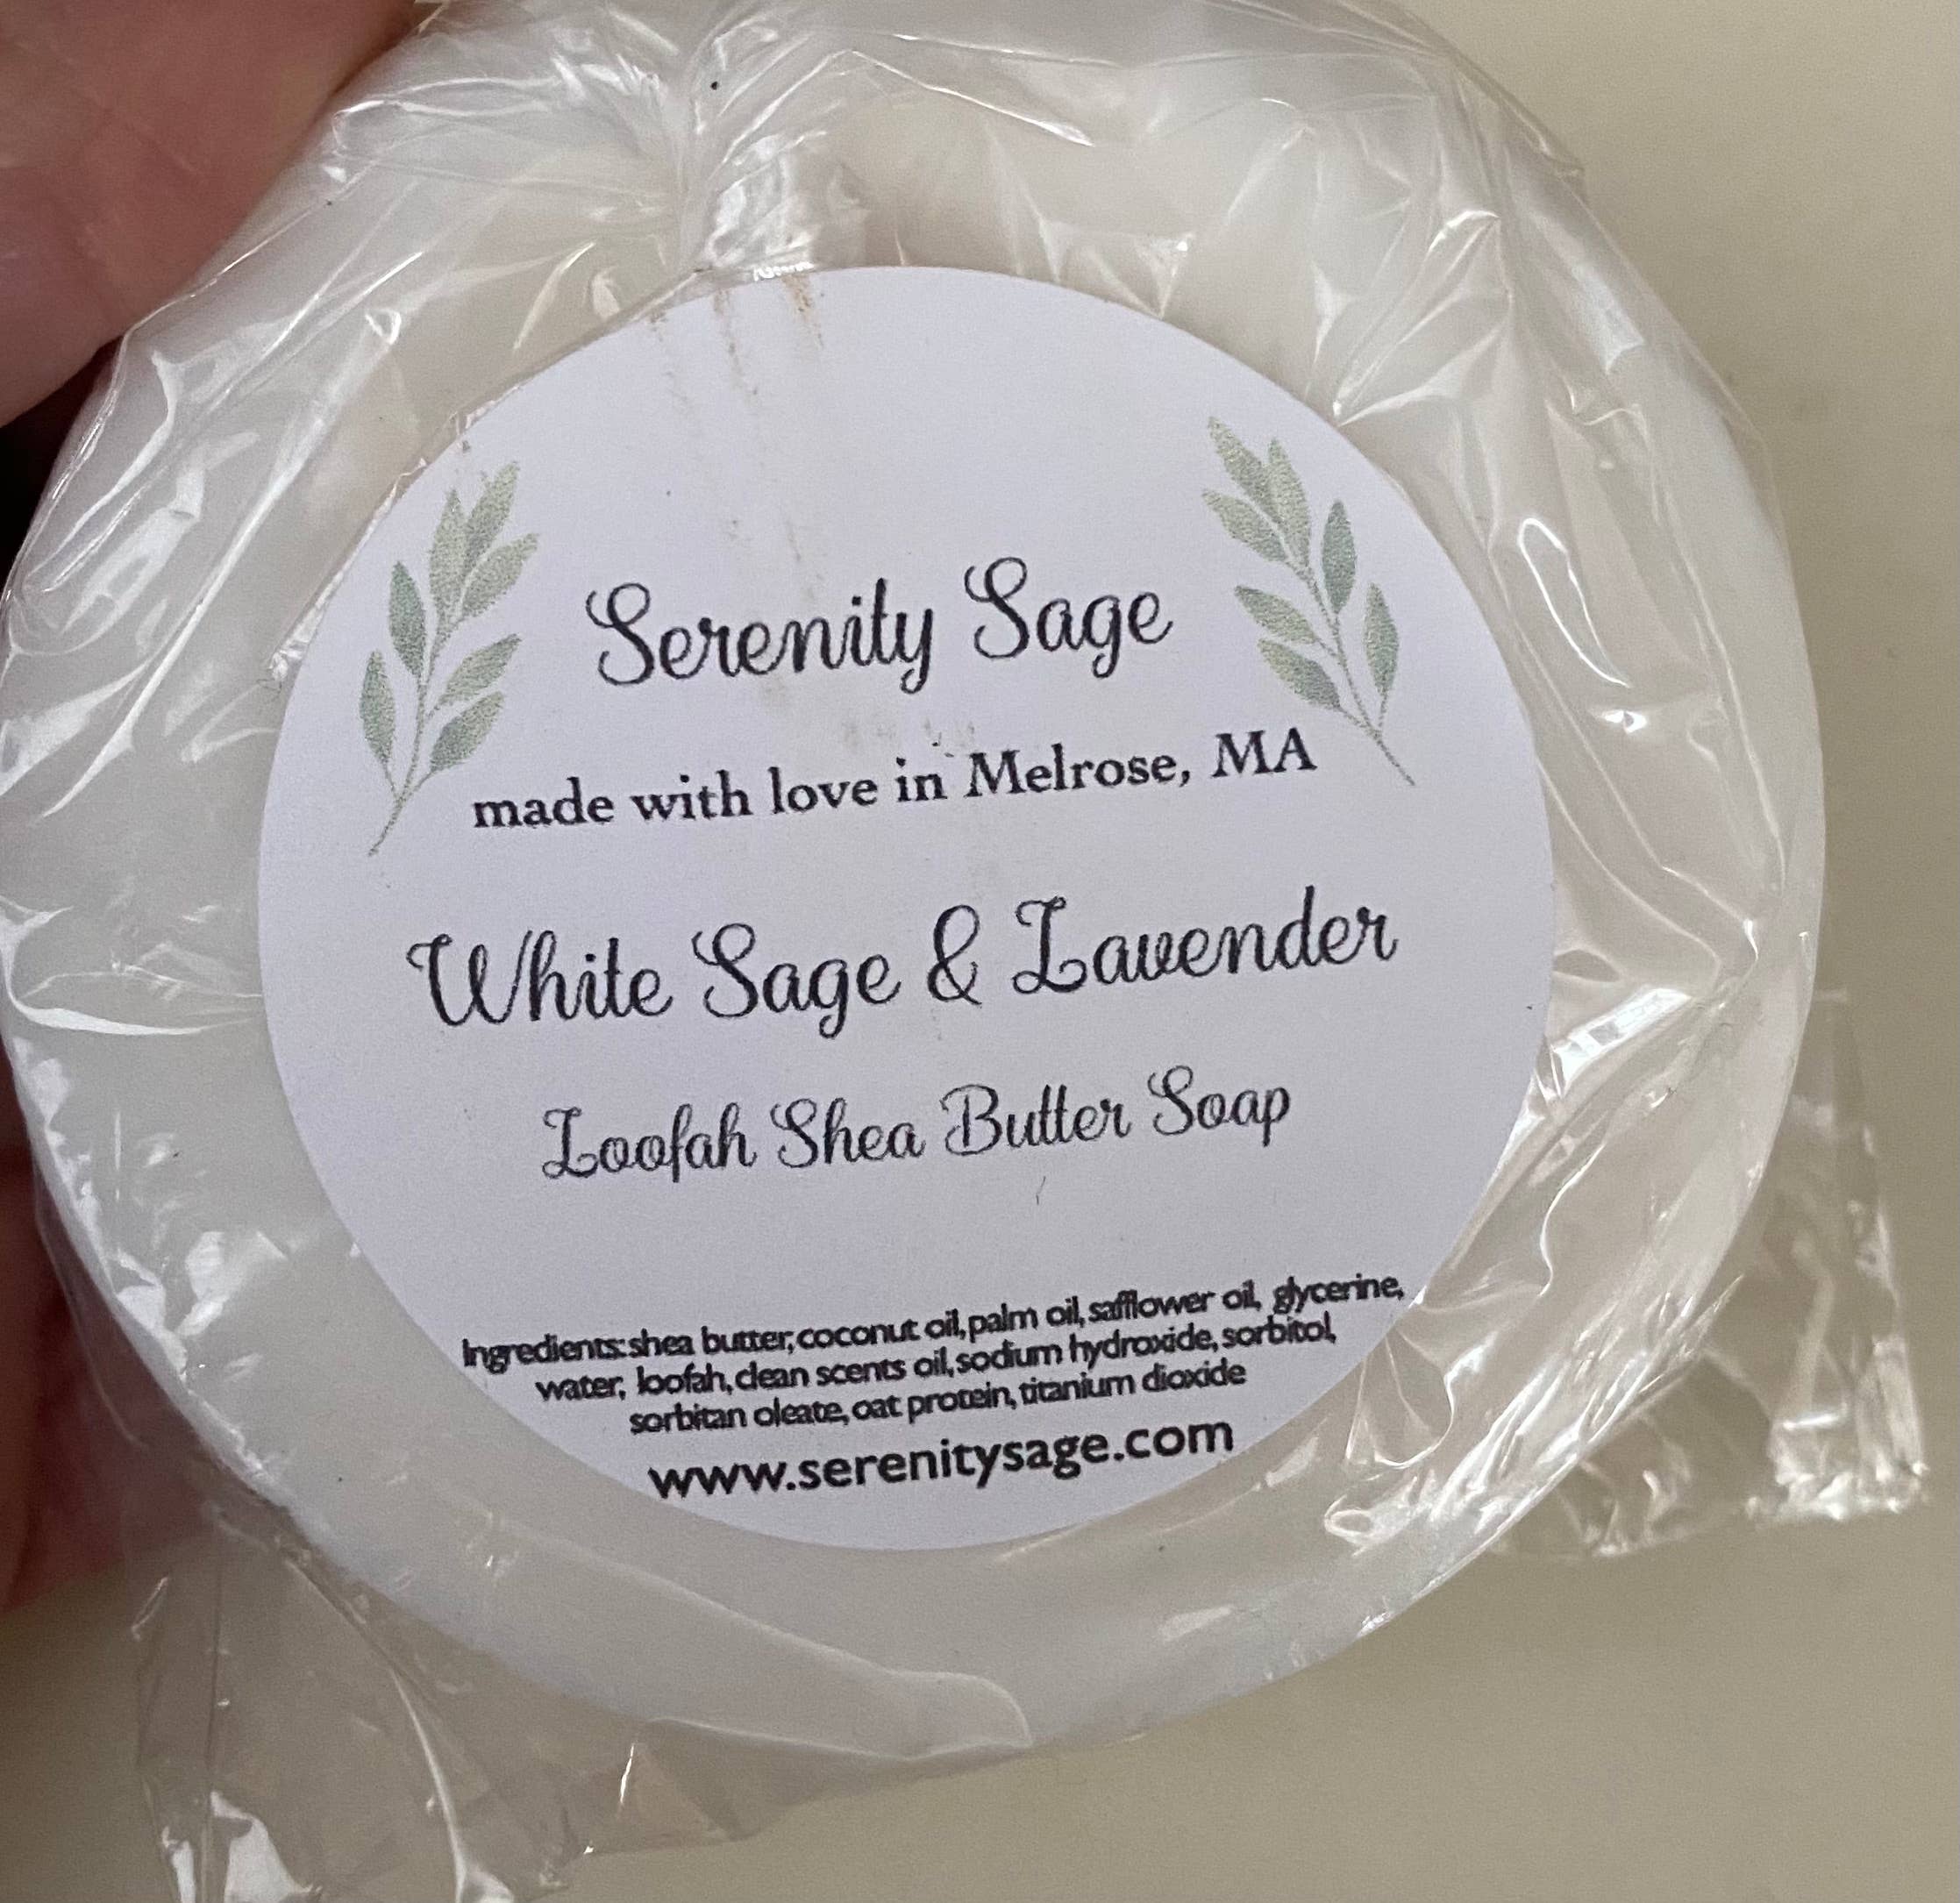 Serenity Sage
made with love in Melrose, MA
White Sage & Lavender
Loofah Shea Butter Soap
Ingredients: shea butter, coconut oil, palm oil, safflower oil, glycerine,
water, loofah, clean scents oil, sodium hydroxide, sorbitol,
sorbitan oleate, oat protein, titanium dioxide
www.serenitysage.com